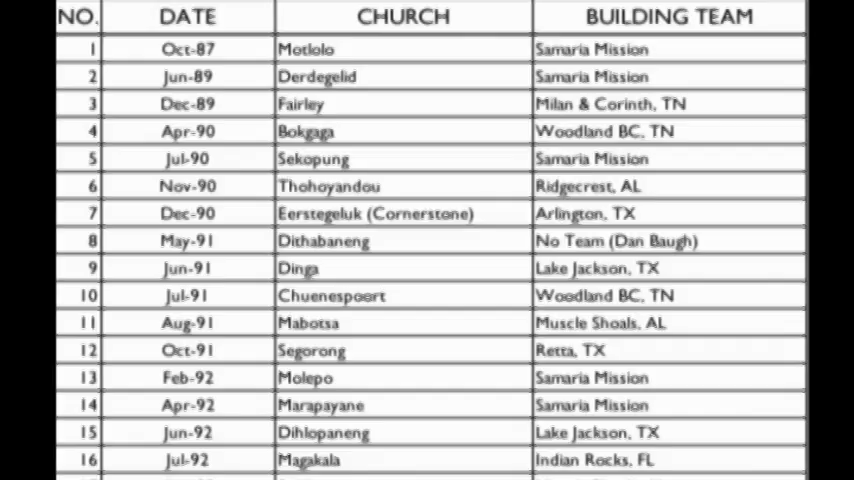 NO. DATE CHURCH BUILDING TEAM
1 Oct-87 Motlolo Samaria Mission
2 Jun-89 Derdegelid Samaria Mission
3 Dec-89 Fairley Milan & Corinth, TN
4 Apr-90 Bokgaga Woodland BC, TN
5 Jul-90 Sekopung Samaria Mission
6 Nov-90 Thohoyandou Ridgecrest, AL
7 Dec-90 Eerstegeluk (Cornerstone) Arlington, TX
8 May-91 Dithabaneng No Team (Dan Baugh)
9 Jun-91 Dinga Lake Jackson, TX
10 Jul-91 Chuenespoort Woodland BC, TN
11 Aug-91 Mabotsa Muscle Shoals, AL
12 Oct-91 Segorong Retta, TX
13 Feb-92 Molepo Samaria Mission
14 Apr-92 Marapayane Samaria Mission
15 Jun-92 Dihlopaneng Lake Jackson, TX
16 Jul-92 Magakala Indian Rocks, FL